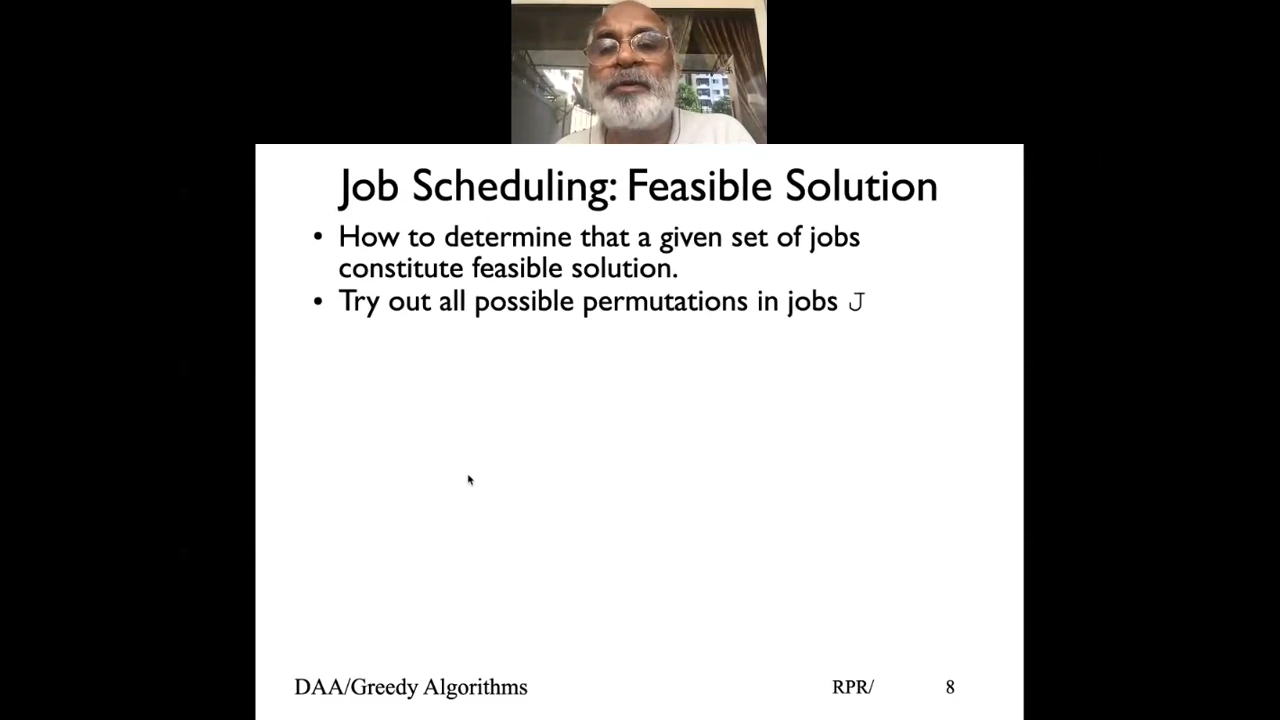 Job Scheduling: Feasible Solution
• How to determine that a given set of jobs
constitute feasible solution.
• Try out all possible permutations in jobs J
DAA/Greedy Algorithms RPR/ 8